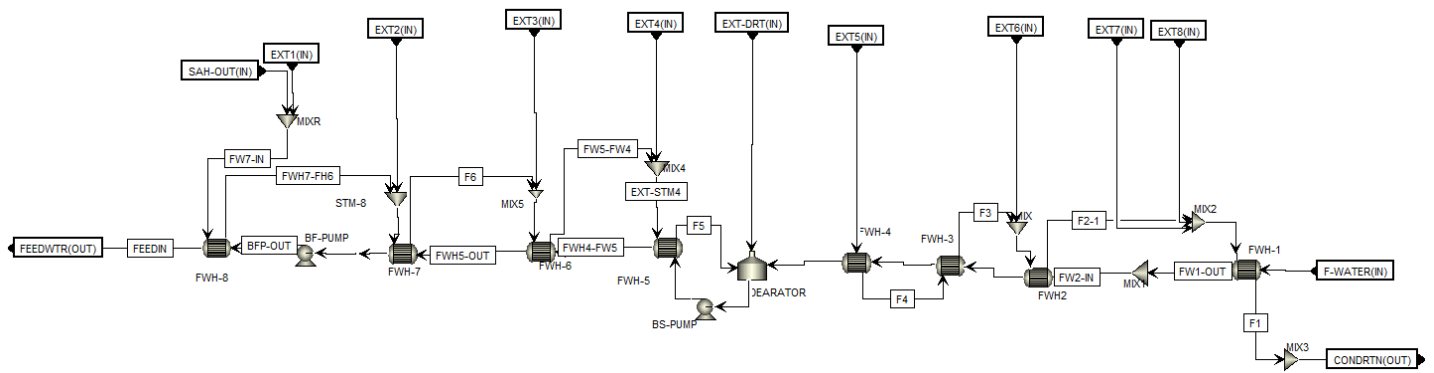 EXT1(IN)
EXT2(IN)
EXT3(IN)
EXT4(IN)
EXT-DRT(IN)
EXT5(IN)
EXT6(IN)
EXT7(IN)
EXT8(IN)
SAH-OUT(IN)
MIXR
FW7-IN
FWH7-FH6
STM-8
F6
MIX5
FW5-FW4
MIX4
EXT-STM4
F5
FWH-4
FWH-3
F3
MIX
F2-1
MIX2
FWH-1
FEEDWTR(OUT)
FEEDIN
FWH-8
BFP-OUT
BF-PUMP
FWH-7
FWH5-OUT
FWH-6
FWH4-FW5
FWH-5
BS-PUMP
DEARATOR
F4
FWH2
FW2-IN
MIX1
FW1-OUT
F-WATER(IN)
F1
MIX3
CONDRTN(OUT)